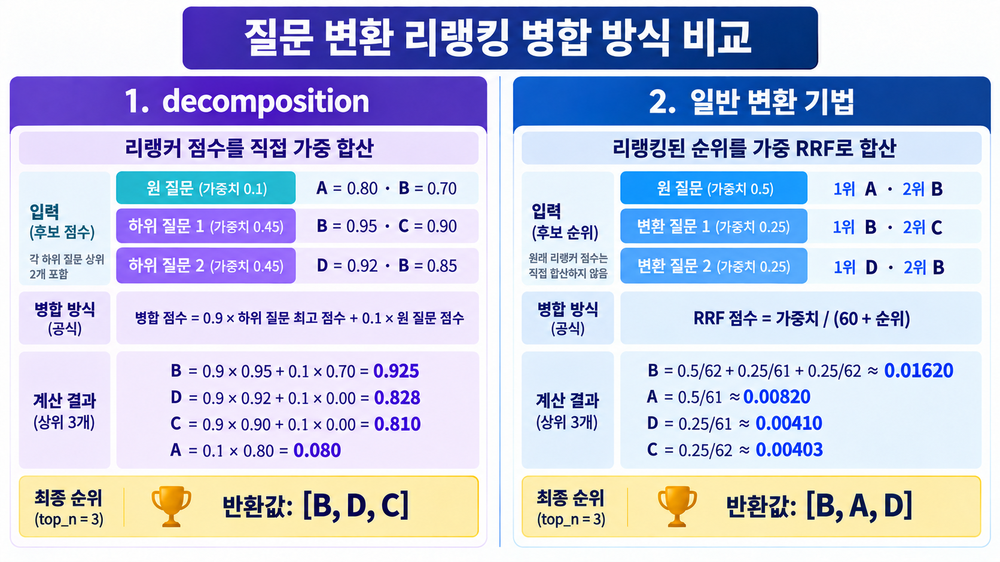 질문 변환 리랭킹 병합 방식 비교
1. decomposition
리랭커 점수를 직접 가중 합산
입력
(후보 점수)
각 하위 질문 상위
2개 포함
원 질문 (가중치 0.1)
A = 0.80 · B = 0.70
하위 질문 1 (가중치 0.45)
B = 0.95 · C = 0.90
하위 질문 2 (가중치 0.45)
D = 0.92 · B = 0.85
병합 방식
(공식)
병합 점수 = 0.9 × 하위 질문 최고 점수 + 0.1 × 원 질문 점수
계산 결과
(상위 3개)
B = 0.9 × 0.95 + 0.1 × 0.70 = 0.925
D = 0.9 × 0.92 + 0.1 × 0.00 = 0.828
C = 0.9 × 0.90 + 0.1 × 0.00 = 0.810
A = 0.1 × 0.80 = 0.080
최종 순위
(top_n = 3)
반환값: [B, D, C]
2. 일반 변환 기법
리랭킹된 순위를 가중 RRF로 합산
입력
(후보 순위)
원래 리랭커 점수는
직접 합산하지 않음
원 질문 (가중치 0.5)
1위 A · 2위 B
변환 질문 1 (가중치 0.25)
1위 B · 2위 C
변환 질문 2 (가중치 0.25)
1위 D · 2위 B
병합 방식
(공식)
RRF 점수 = 가중치 / (60 + 순위)
계산 결과
(상위 3개)
B = 0.5/62 + 0.25/61 + 0.25/62 ≈ 0.01620
A = 0.5/61 ≈ 0.00820
D = 0.25/61 ≈ 0.00410
C = 0.25/62 ≈ 0.00403
최종 순위
(top_n = 3)
반환값: [B, A, D]